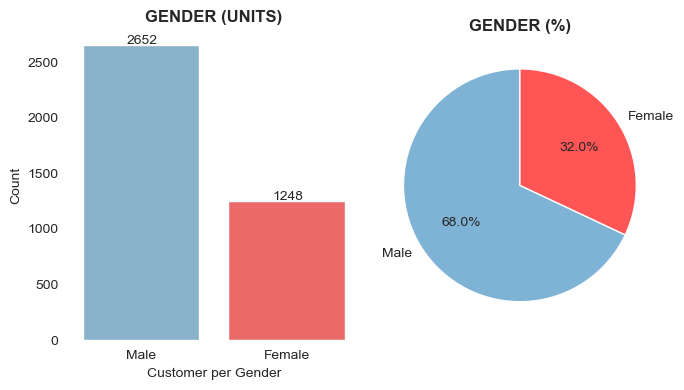 GENDER (UNITS)
Count
2500
2000
1500
1000
500
0
2652
1248
Male
Female
Customer per Gender
GENDER (%)
Female
32.0%
68.0%
Male